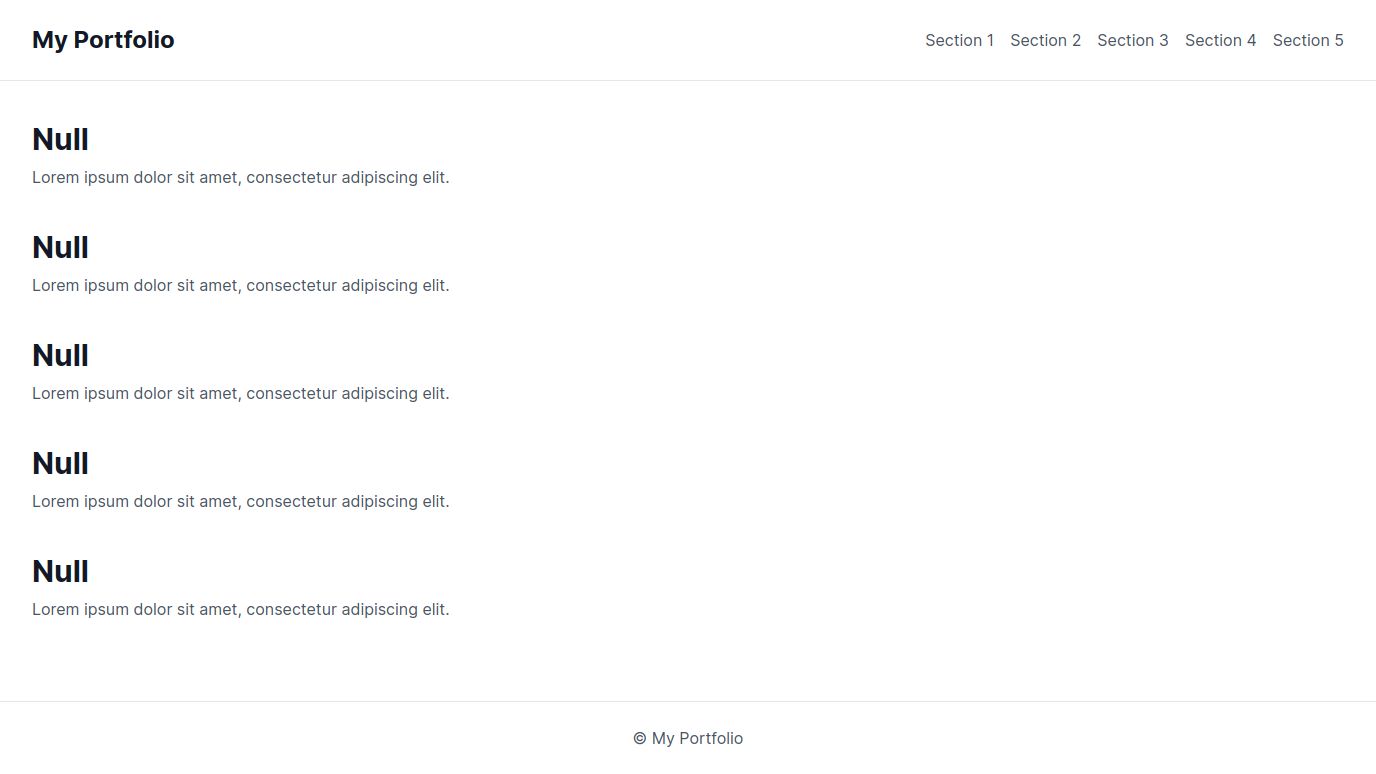 My Portfolio
Section 1 Section 2 Section 3 Section 4 Section 5
Null
Lorem ipsum dolor sit amet, consectetur adipiscing elit.
Null
Lorem ipsum dolor sit amet, consectetur adipiscing elit.
Null
Lorem ipsum dolor sit amet, consectetur adipiscing elit.
Null
Lorem ipsum dolor sit amet, consectetur adipiscing elit.
Null
Lorem ipsum dolor sit amet, consectetur adipiscing elit.
© My Portfolio